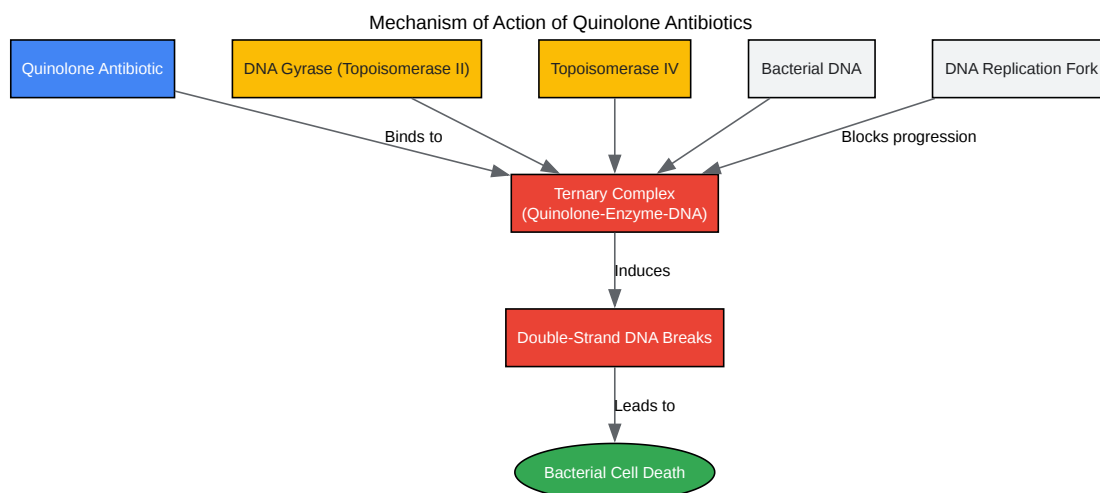 Mechanism of Action of Quinolone Antibiotics
Quinolone Antibiotic
DNA Gyrase (Topoisomerase II)
Topoisomerase IV
Bacterial DNA
DNA Replication Fork
Binds to
Blocks progression
Ternary Complex
(Quinolone-Enzyme-DNA)
Induces
Double-Strand DNA Breaks
Leads to
Bacterial Cell Death